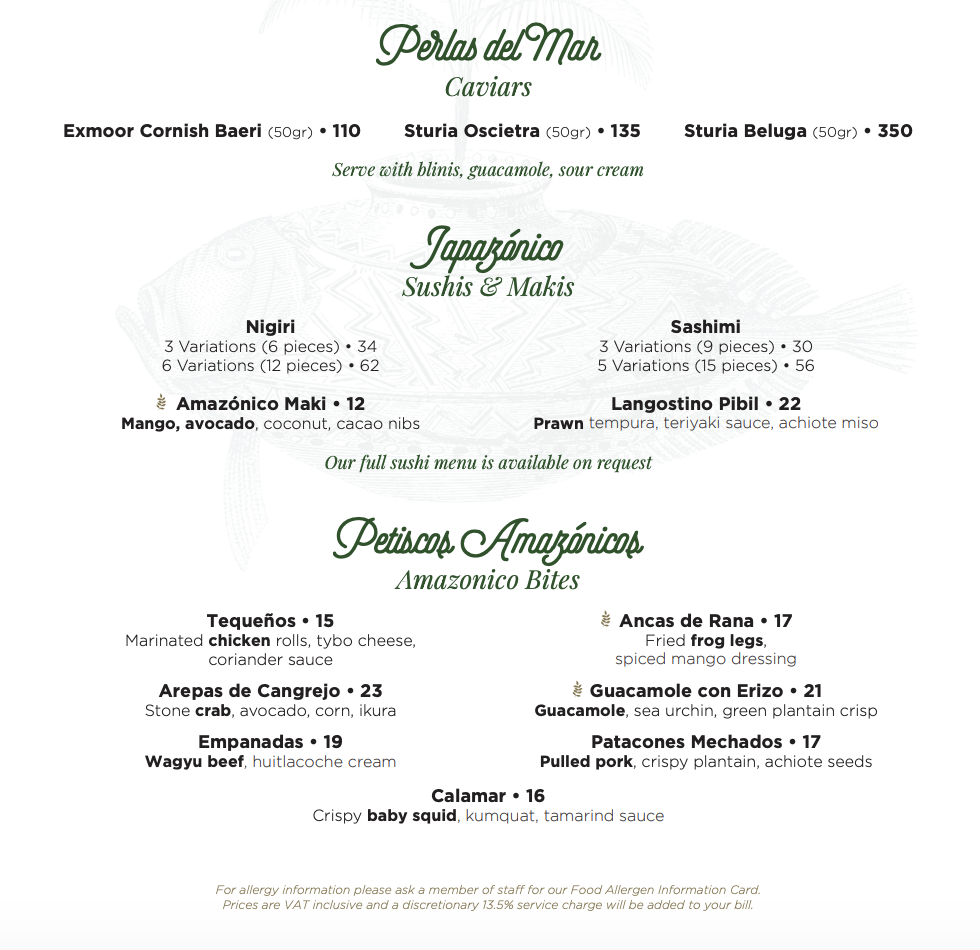 Perlas del Mar
Caviars
Exmoor Cornish Baeri (50gr) • 110
Sturia Oscietra (50gr) • 135
Sturia Beluga (50gr) • 350
Serve with blinis, guacamole, sour cream
Japazónico
Sushis & Makis
Nigiri
3 Variations (6 pieces) • 34
6 Variations (12 pieces) • 62
Sashimi
3 Variations (9 pieces) • 30
5 Variations (15 pieces) • 56
Amazónico Maki • 12
Mango, avocado, coconut, cacao nibs
Langostino Pibil • 22
Prawn tempura, teriyaki sauce, achiote miso
Our full sushi menu is available on request
Petiscos Amazónicos
Amazonico Bites
Tequeños • 15
Marinated chicken rolls, tybo cheese,
coriander sauce
Ancas de Rana • 17
Fried frog legs,
spiced mango dressing
Arepas de Cangrejo • 23
Stone crab, avocado, corn, ikura
Guacamole con Erizo • 21
Guacamole, sea urchin, green plantain crisp
Empanadas • 19
Wagyu beef, huitlacoche cream
Patacones Mechados • 17
Pulled pork, crispy plantain, achiote seeds
Calamar • 16
Crispy baby squid, kumquat, tamarind sauce
For allergy information please ask a member of staff for our Food Allergen Information Card.
Prices are VAT inclusive and a discretionary 13.5% service charge will be added to your bill.